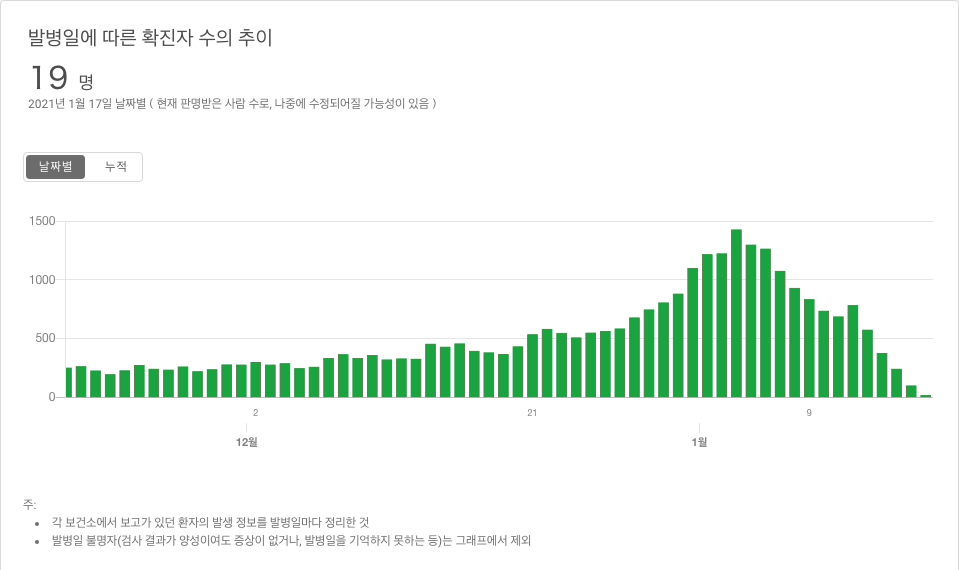 발병일에 따른 확진자 수의 추이
19 명
2021년 1월 17일 날짜별 ( 현재 판명받은 사람 수로, 나중에 수정되어질 가능성이 있음 )
날짜별 누적
1500
1000
500
0
2 21 9
12월 1월
주:
• 각 보건소에서 보고가 있던 환자의 발생 정보를 발병일마다 정리한 것
• 발병일 불명자(검사 결과가 양성이여도 증상이 없거나, 발병일을 기억하지 못하는 등)는 그래프에서 제외